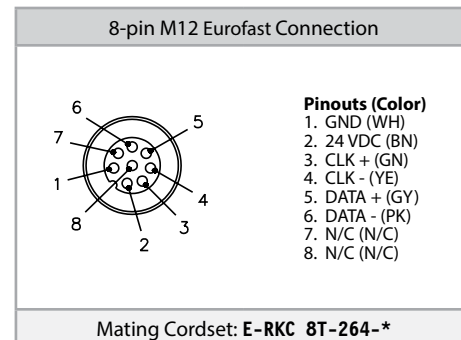 8-pin M12 Eurofast Connection
6
5
7
1
4
8
3
2
Pinouts (Color)
1. GND (WH)
2. 24 VDC (BN)
3. CLK + (GN)
4. CLK - (YE)
5. DATA + (GY)
6. DATA - (PK)
7. N/C (N/C)
8. N/C (N/C)
Mating Cordset: E-RKC 8T-264-*